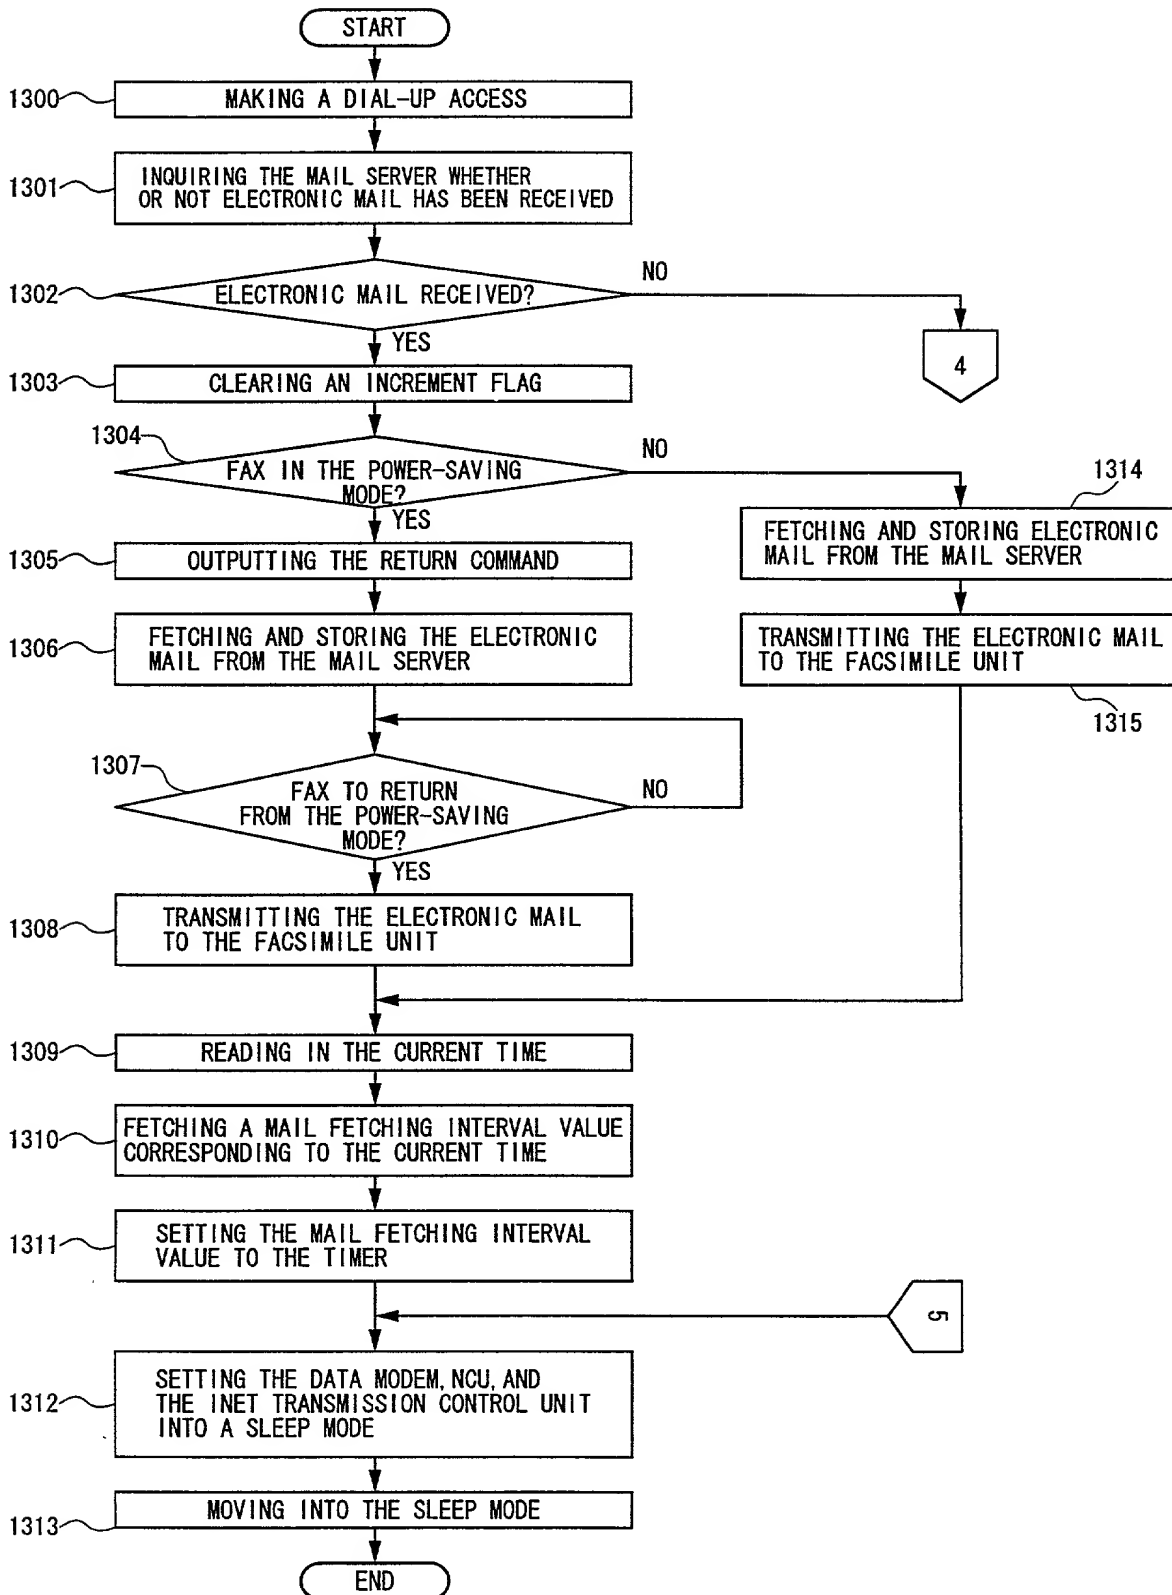 START
1300
MAKING A DIAL-UP ACCESS
1301
INQUIRING THE MAIL SERVER WHETHER
OR NOT ELECTRONIC MAIL HAS BEEN RECEIVED
1302
ELECTRONIC MAIL RECEIVED?
NO
YES
4
1303
CLEARING AN INCREMENT FLAG
1304
FAX IN THE POWER-SAVING
MODE?
NO
YES
1314
FETCHING AND STORING ELECTRONIC
MAIL FROM THE MAIL SERVER
1305
OUTPUTTING THE RETURN COMMAND
1306
FETCHING AND STORING THE ELECTRONIC
MAIL FROM THE MAIL SERVER
TRANSMITTING THE ELECTRONIC MAIL
TO THE FACSIMILE UNIT
1315
1307
FAX TO RETURN
FROM THE POWER-SAVING
MODE?
NO
YES
1308
TRANSMITTING THE ELECTRONIC MAIL
TO THE FACSIMILE UNIT
1309
READING IN THE CURRENT TIME
1310
FETCHING A MAIL FETCHING INTERVAL VALUE
CORRESPONDING TO THE CURRENT TIME
1311
SETTING THE MAIL FETCHING INTERVAL
VALUE TO THE TIMER
5
1312
SETTING THE DATA MODEM, NCU, AND
THE INET TRANSMISSION CONTROL UNIT
INTO A SLEEP MODE
1313
MOVING INTO THE SLEEP MODE
END